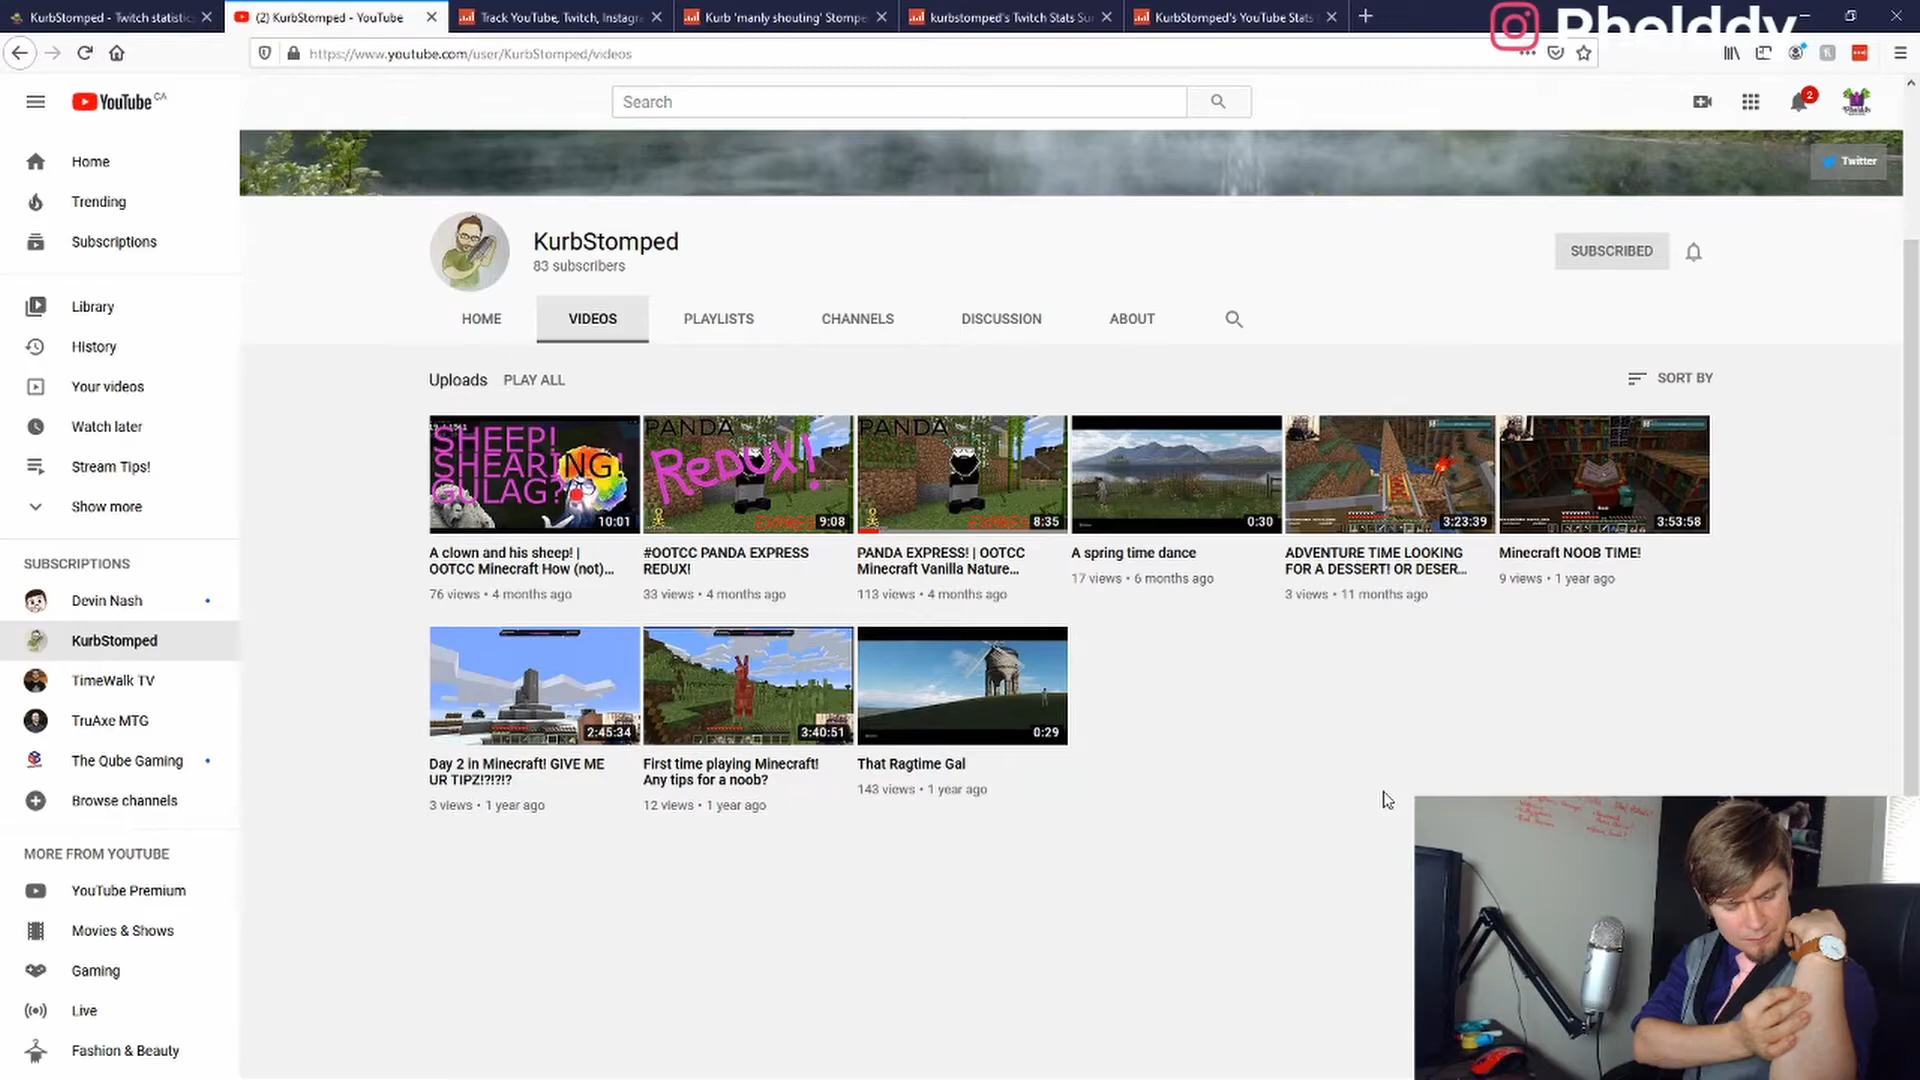 KurbStomped - Twitch statistics
(2) KurbStomped - YouTube
Track YouTube, Twitch, Instagra
Kurb 'manly shouting' Stompe
kurbstomped's Twitch Stats Su
KurbStomped's YouTube Stats
Phelddy
https://www.youtube.com/user/KurbStomped/videos
YouTube CA
Search
2
Home
Trending
Subscriptions
Library
History
Your videos
Watch later
Stream Tips!
Show more
SUBSCRIPTIONS
Devin Nash
KurbStomped
TimeWalk TV
TruAxe MTG
The Qube Gaming
Browse channels
MORE FROM YOUTUBE
YouTube Premium
Movies & Shows
Gaming
Live
Fashion & Beauty
Twitter
KurbStomped
83 subscribers
SUBSCRIBED
HOME
VIDEOS
PLAYLISTS
CHANNELS
DISCUSSION
ABOUT
Uploads
PLAY ALL
SORT BY
SHEEP!
SHEARING!
GULAG?
10:01
PANDA
REDUX!
EXPRES
9:08
PANDA
EXPRES
8:35
0:30
3:23:39
3:53:58
A clown and his sheep! |
OOTCC Minecraft How (not)...
76 views • 4 months ago
#OOTCC PANDA EXPRESS
REDUX!
33 views • 4 months ago
PANDA EXPRESS! | OOTCC
Minecraft Vanilla Nature...
113 views • 4 months ago
A spring time dance
17 views • 6 months ago
ADVENTURE TIME LOOKING
FOR A DESSERT! OR DESER...
3 views • 11 months ago
Minecraft NOOB TIME!
9 views • 1 year ago
2:45:34
3:40:51
0:29
Day 2 in Minecraft! GIVE ME
UR TIPZ!?!?!?
3 views • 1 year ago
First time playing Minecraft!
Any tips for a noob?
12 views • 1 year ago
That Ragtime Gal
143 views • 1 year ago